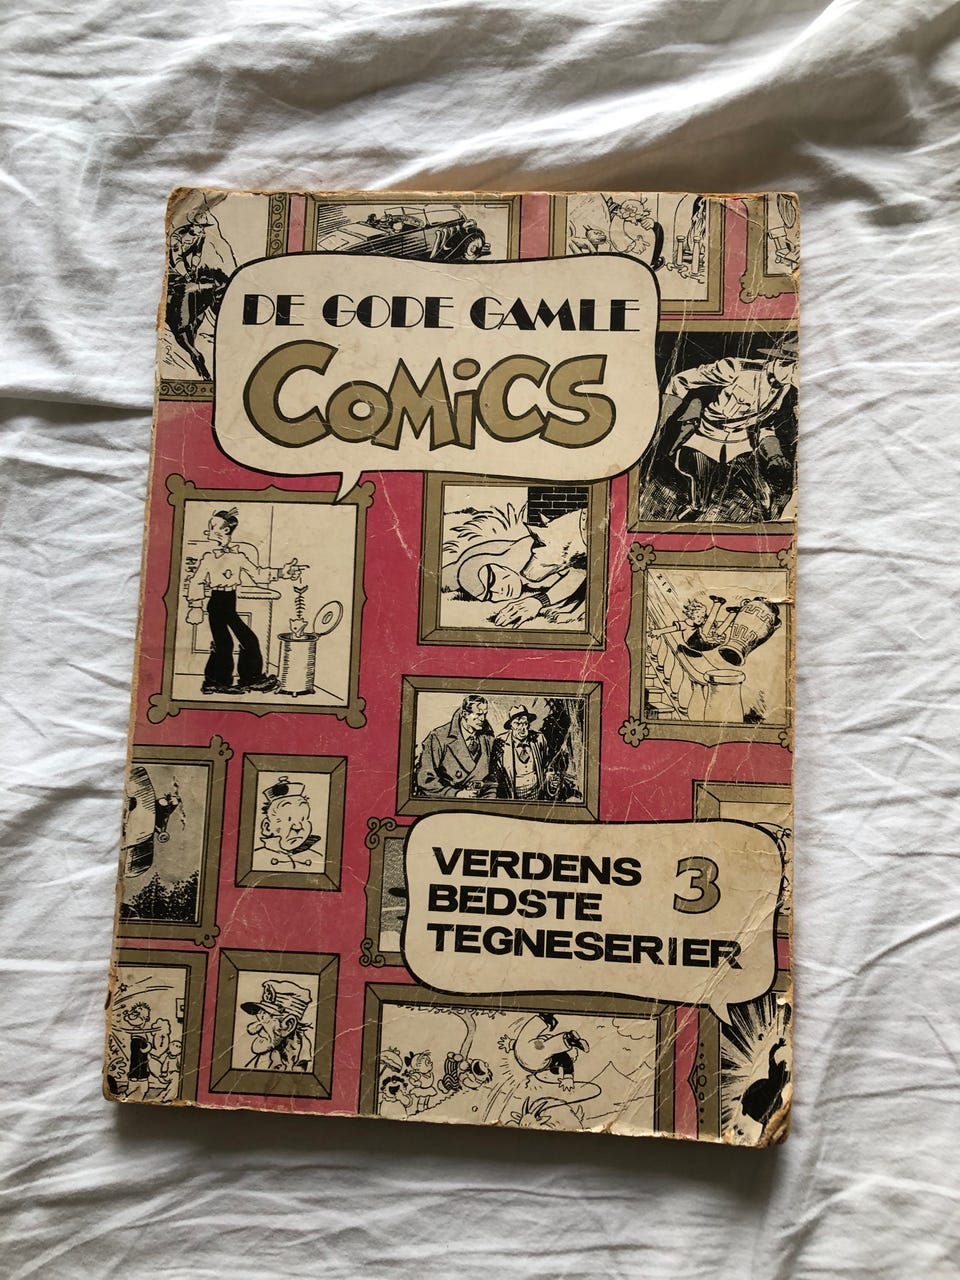 DE GODE GAMLE
COMiCS
VERDENS
BEDSTE
TEGNESERIER
3